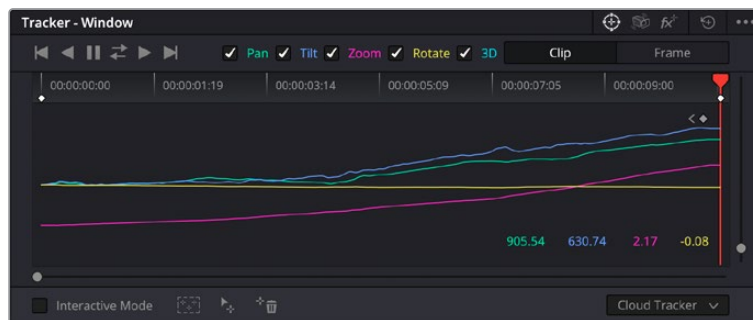 Tracker - Window
Pan Tilt Zoom Rotate 3D Clip Frame
00:00:00:00 00:00:01:19 00:00:03:14 00:00:05:09 00:00:07:05 00:00:09:00
905.54 630.74 2.17 -0.08
Interactive Mode Cloud Tracker